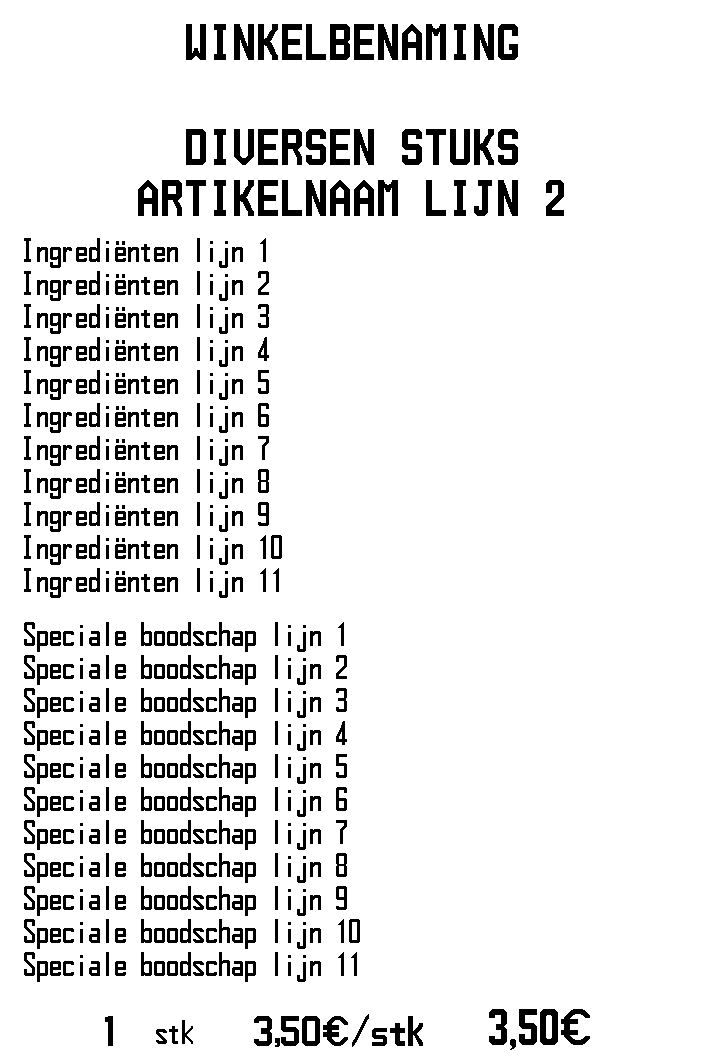 WINKELBENAMING
DIVERSEN STUKS
ARTIKELNAAM LIJN 2
Ingrediënten lijn 1
Ingrediënten lijn 2
Ingrediënten lijn 3
Ingrediënten lijn 4
Ingrediënten lijn 5
Ingrediënten lijn 6
Ingrediënten lijn 7
Ingrediënten lijn 8
Ingrediënten lijn 9
Ingrediënten lijn 10
Ingrediënten lijn 11
Speciale boodschap lijn 1
Speciale boodschap lijn 2
Speciale boodschap lijn 3
Speciale boodschap lijn 4
Speciale boodschap lijn 5
Speciale boodschap lijn 6
Speciale boodschap lijn 7
Speciale boodschap lijn 8
Speciale boodschap lijn 9
Speciale boodschap lijn 10
Speciale boodschap lijn 11
1 stk 3,50€/stk 3,50€